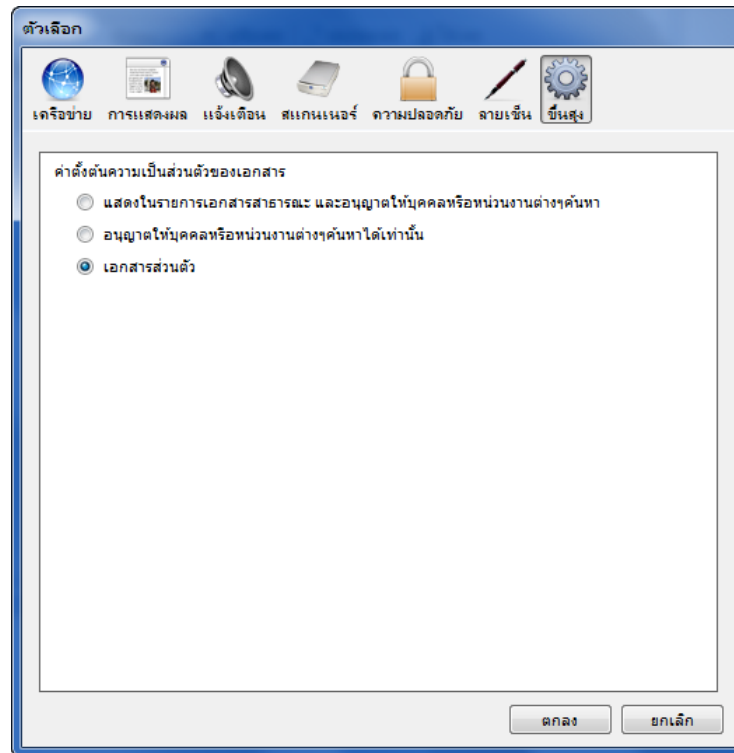 ตัวเลือก
เครือข่าย การแสดงผล แจ้งเตือน สแกนเนอร์ ความปลอดภัย ลายเซ็น ขั้นสูง
ค่าตั้งต้นความเป็นส่วนตัวของเอกสาร
แสดงในรายการเอกสารสาธารณะ และอนุญาตให้บุคคลหรือหน่วนงานต่างๆค้นหา
อนุญาตให้บุคคลหรือหน่วนงานต่างๆค้นหาได้เท่านั้น
เอกสารส่วนตัว
ตกลง ยกเลิก